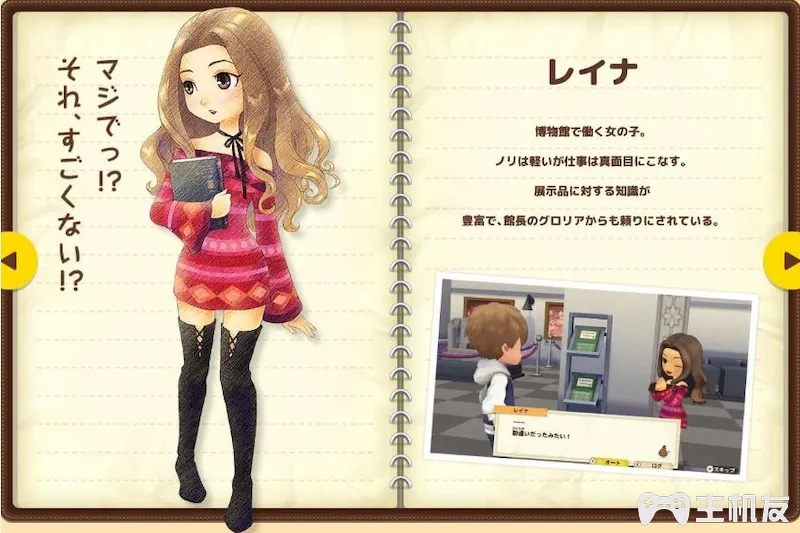 マジでっ!?
それ、すごくない!?
レイナ
博物館で働く女の子。
ノリは軽いが仕事は真面目にこなす。
展示品に対する知識が
豊富で、館長のグロリアからも頼りにされている。
レイナ
勘違いだったみたい！
オート
ログ
スキップ
主机友